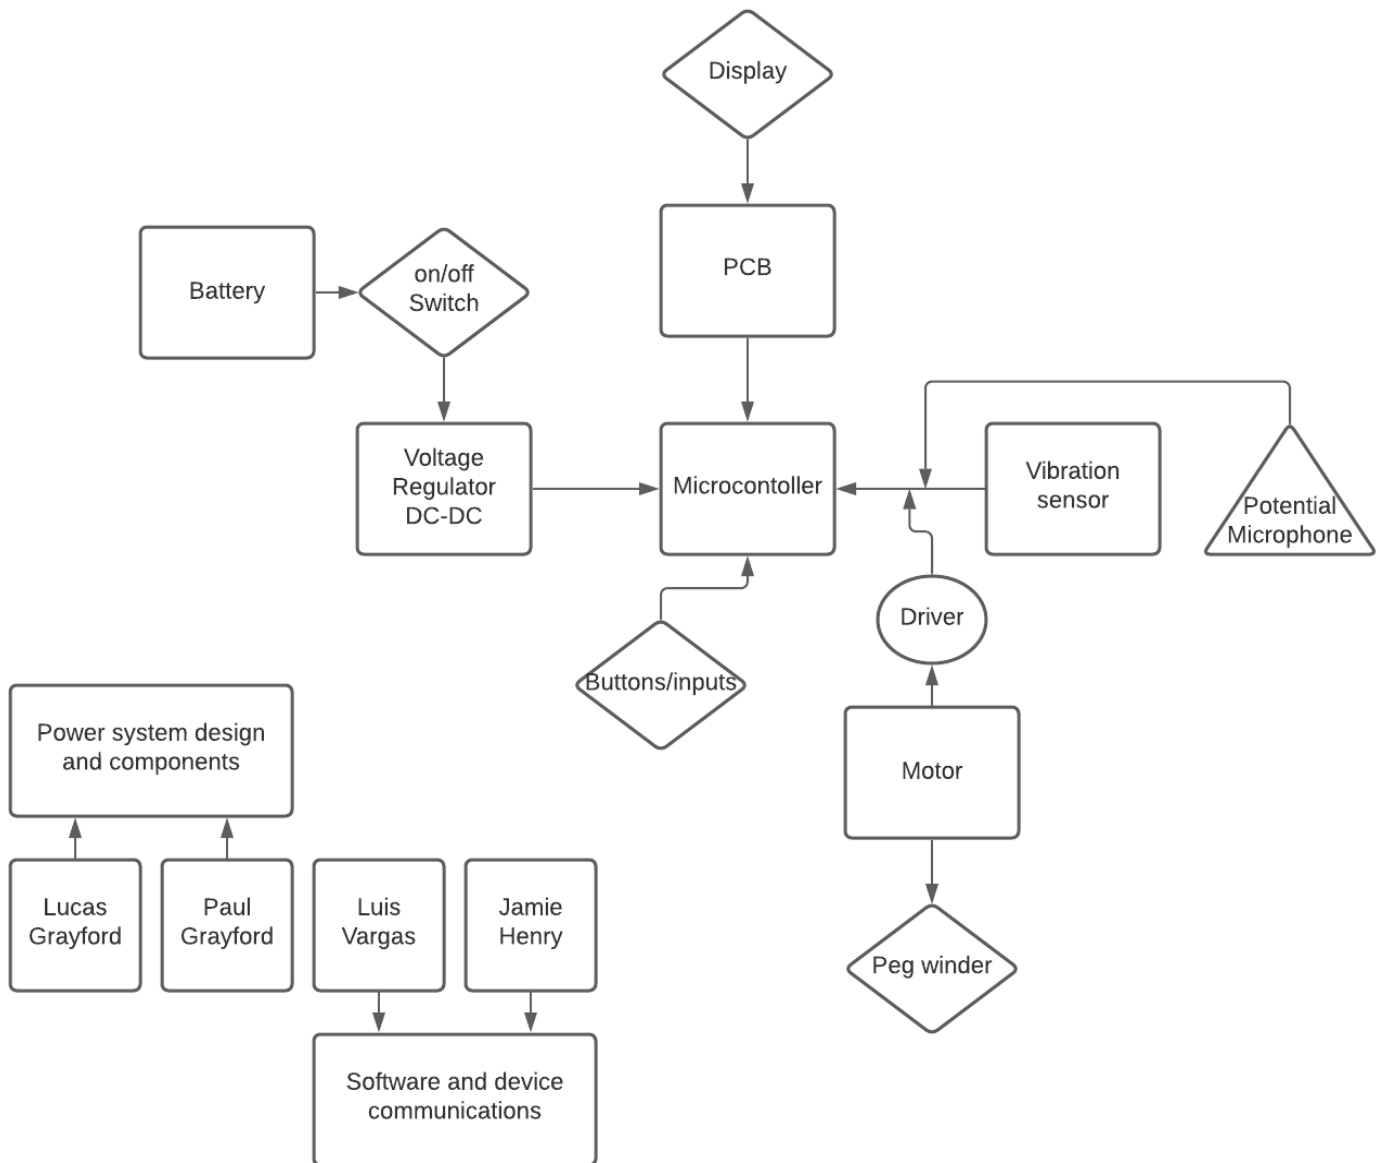 Display
PCB
Battery
on/off
Switch
Voltage
Regulator
DC-DC
Microcontoller
Vibration
sensor
Potential
Microphone
Driver
Buttons/inputs
Motor
Peg winder
Power system design
and components
Lucas
Grayford
Paul
Grayford
Luis
Vargas
Jamie
Henry
Software and device
communications